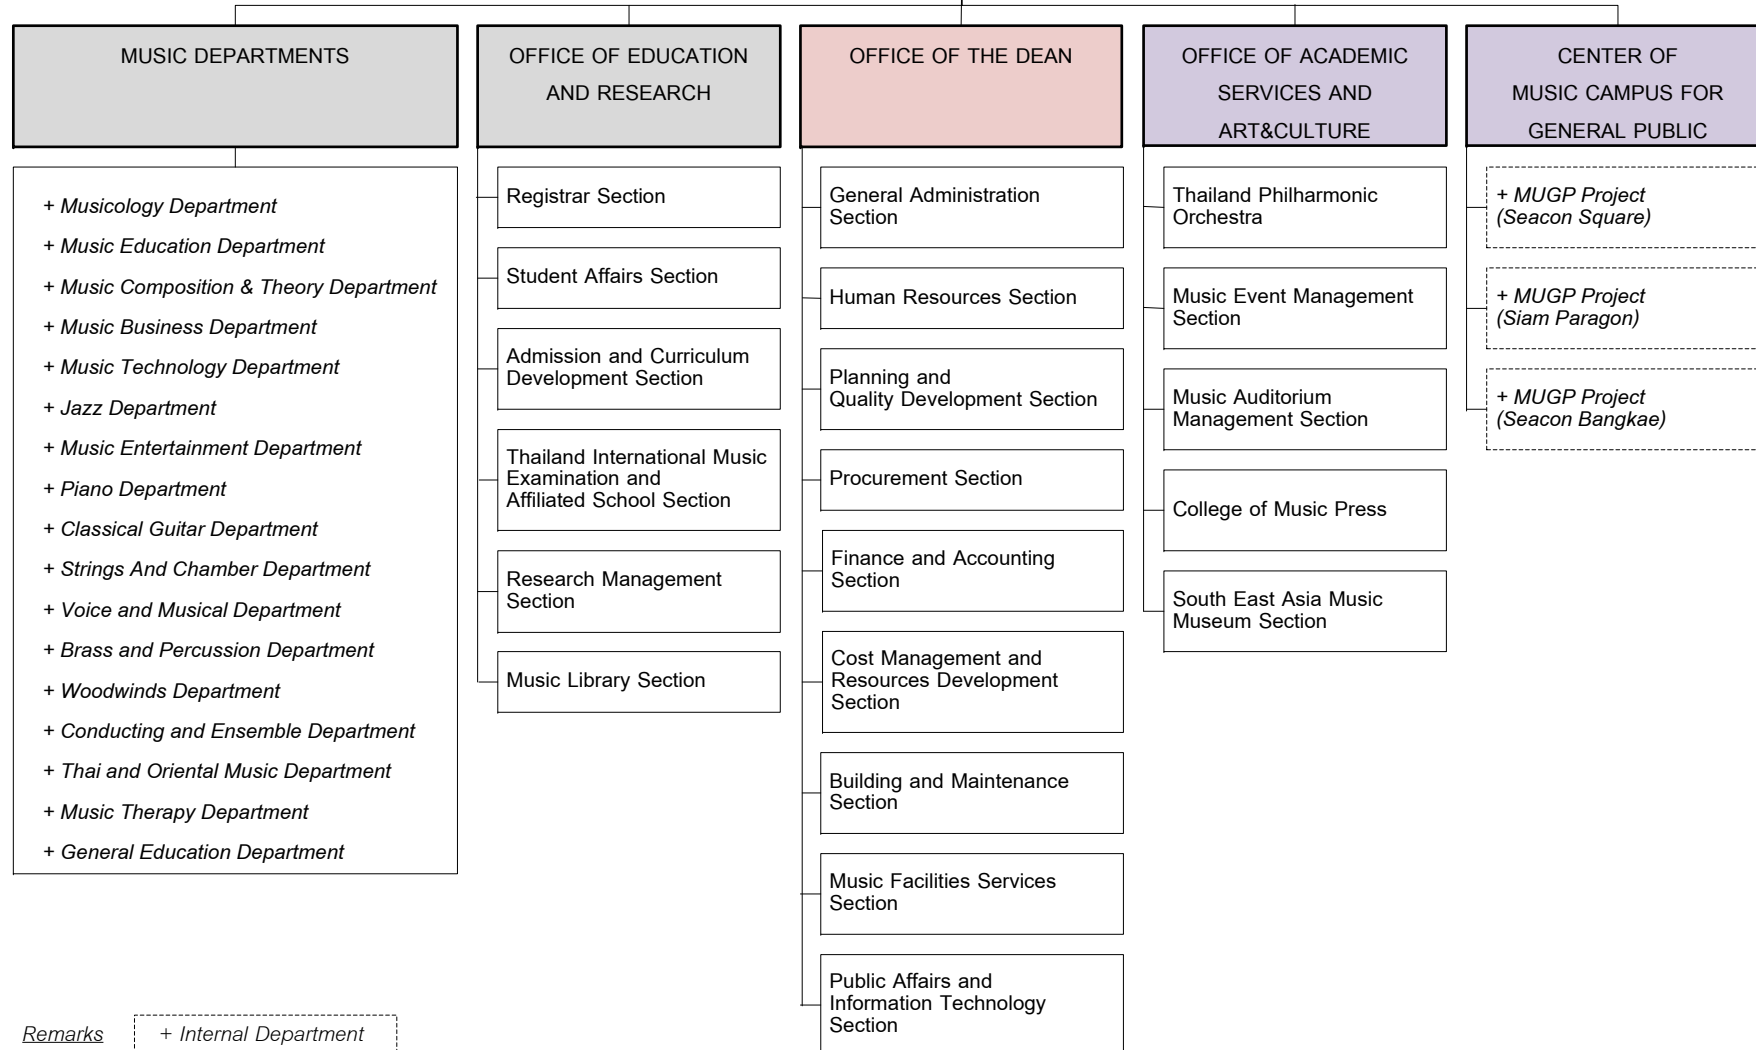 MUSIC DEPARTMENTS
+ Musicology Department
+ Music Education Department
+ Music Composition & Theory Department
+ Music Business Department
+ Music Technology Department
+ Jazz Department
+ Music Entertainment Department
+ Piano Department
+ Classical Guitar Department
+ Strings And Chamber Department
+ Voice and Musical Department
+ Brass and Percussion Department
+ Woodwinds Department
+ Conducting and Ensemble Department
+ Thai and Oriental Music Department
+ Music Therapy Department
+ General Education Department
OFFICE OF EDUCATION
AND RESEARCH
Registrar Section
Student Affairs Section
Admission and Curriculum
Development Section
Thailand International Music
Examination and
Affiliated School Section
Research Management
Section
Music Library Section
OFFICE OF THE DEAN
General Administration
Section
Human Resources Section
Planning and
Quality Development Section
Procurement Section
Finance and Accounting
Section
Cost Management and
Resources Development
Section
Building and Maintenance
Section
Music Facilities Services
Section
Public Affairs and
Information Technology
Section
OFFICE OF ACADEMIC
SERVICES AND
ART&CULTURE
Thailand Philharmonic
Orchestra
Music Event Management
Section
Music Auditorium
Management Section
College of Music Press
South East Asia Music
Museum Section
CENTER OF
MUSIC CAMPUS FOR
GENERAL PUBLIC
+ MUGP Project
(Seacon Square)
+ MUGP Project
(Siam Paragon)
+ MUGP Project
(Seacon Bangkae)
Remarks
+ Internal Department